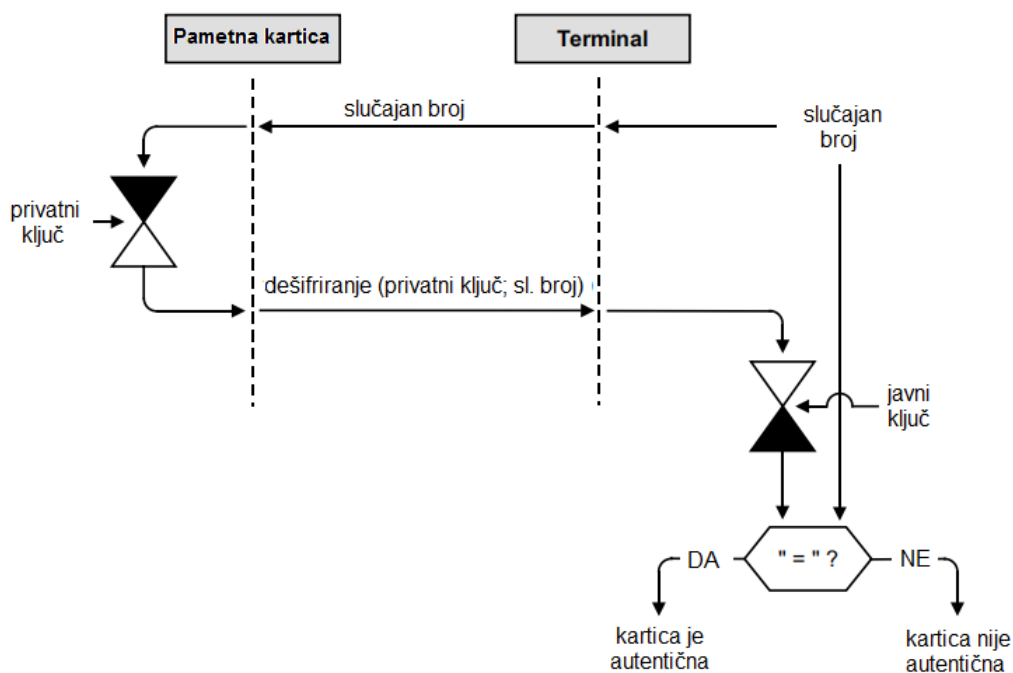 Pametna kartica
Terminal
slučajan broj
slučajan
broj
privatni
ključ
dešifriranje (privatni ključ; sl. broj)
javni
ključ
DA
" = " ?
NE
kartica je
autentična
kartica nije
autentična